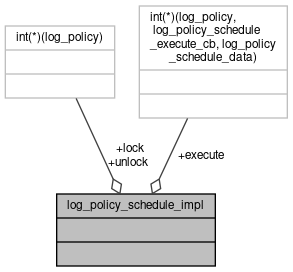 int(*)(log_policy)
int(*)(log_policy,
log_policy_schedule
_execute_cb, log_policy
_schedule_data)
+lock
+unlock
+execute
log_policy_schedule_impl